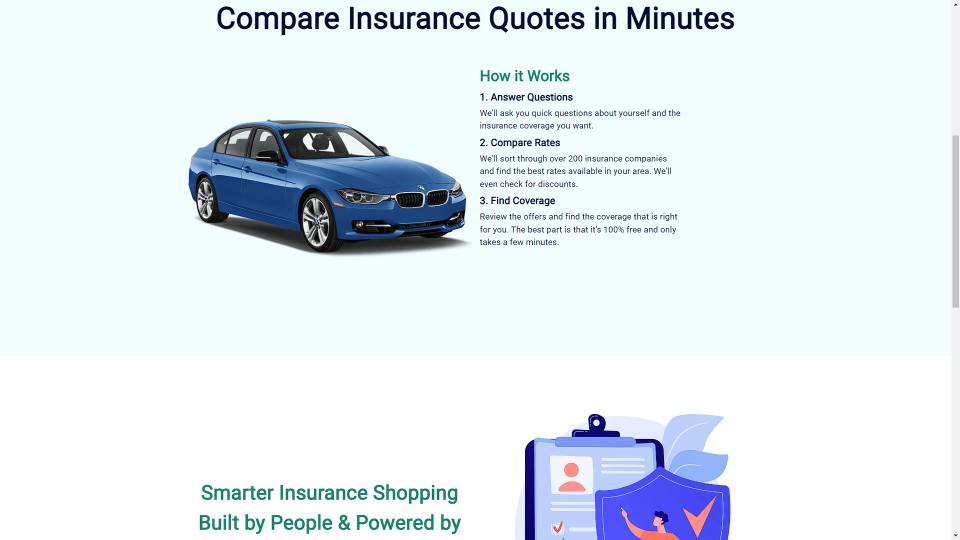 Compare Insurance Quotes in Minutes
How it Works
1. Answer Questions
We'll ask you quick questions about yourself and the
insurance coverage you want.
2. Compare Rates
We'll sort through over 200 insurance companies
and find the best rates available in your area. We'll
even check for discounts.
3. Find Coverage
Review the offers and find the coverage that is right
for you. The best part is that it's 100% free and only
takes a few minutes.
Smarter Insurance Shopping
Built by People & Powered by